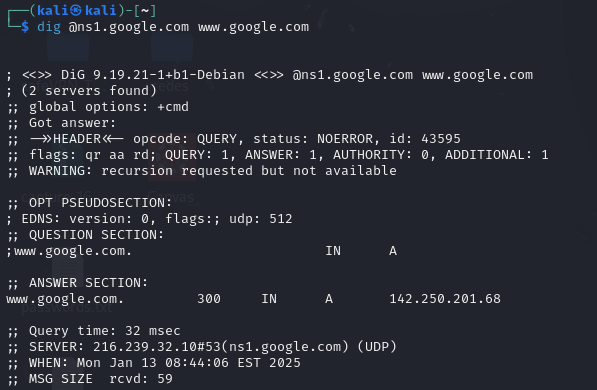 ┌──(kali㉿kali)-[~]
└─$ dig @ns1.google.com www.google.com
; <<>> DiG 9.19.21-1+b1-Debian <<>> @ns1.google.com www.google.com
; (2 servers found)
;; global options: +cmd
;; Got answer:
;; ->>HEADER<<- opcode: QUERY, status: NOERROR, id: 43595
;; flags: qr aa rd; QUERY: 1, ANSWER: 1, AUTHORITY: 0, ADDITIONAL: 1
;; WARNING: recursion requested but not available
;; OPT PSEUDOSECTION:
; EDNS: version: 0, flags:; udp: 512
;; QUESTION SECTION:
;www.google.com. IN A
;; ANSWER SECTION:
www.google.com. 300 IN A 142.250.201.68
;; Query time: 32 msec
;; SERVER: 216.239.32.10#53(ns1.google.com) (UDP)
;; WHEN: Mon Jan 13 08:44:06 EST 2025
;; MSG SIZE rcvd: 59